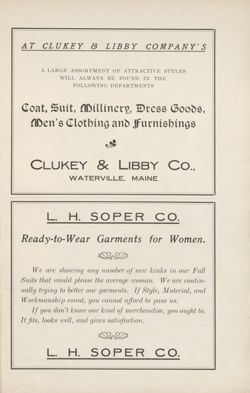 AT CLUKEY & LIBBY COMPANY'S
A LARGE ASSORTMENT OF ATTRACTIVE STYLES
WILL ALWAYS BE FOUND IN THE
FOLLOWING DEPARTMENTS
Coat, Suit, Millinery, Dress Goods,
Men's Clothing and Furnishings
CLUKEY & LIBBY CO.,
WATERVILLE, MAINE
L. H. SOPER CO.
Ready-to-Wear Garments for Women.
We are showing any number of new kinks in our Fall
Suits that would please the average woman. We are contin-
ually trying to better our garments. If Style, Material, and
Workmanship count, you cannot afford to pass us.
If you don't know our kind of merchandise, you ought to.
It fits, looks well, and gives satisfaction.
L. H. SOPER CO.